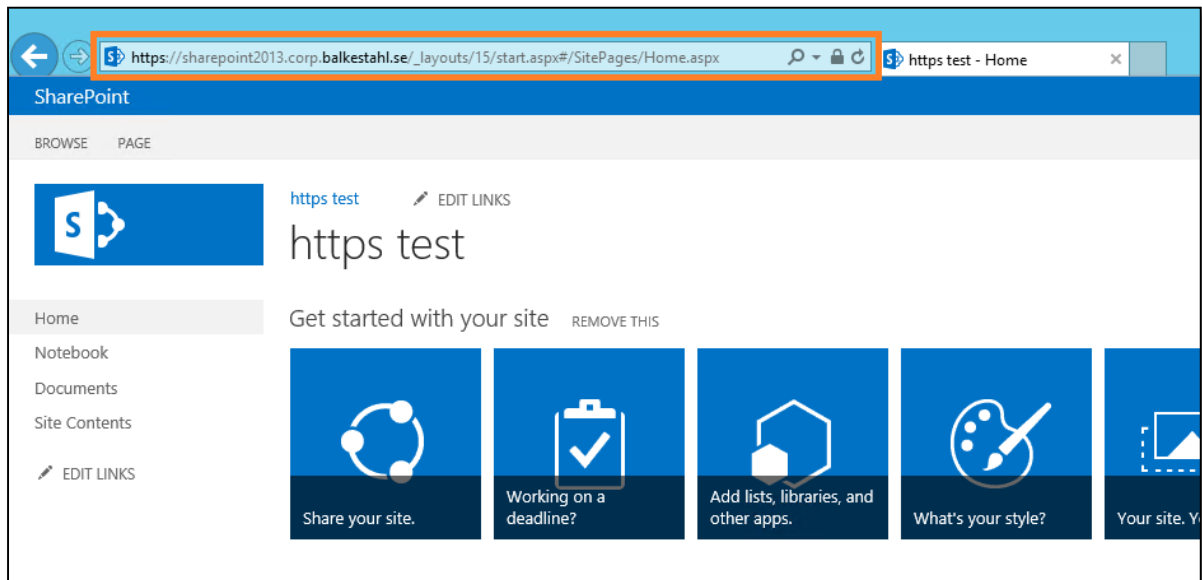 https://sharepoint2013.corp.balkestahl.se/_layouts/15/start.aspx#/SitePages/Home.aspx
https test - Home
SharePoint
BROWSE PAGE
S
https test EDIT LINKS
https test
Home
Notebook
Documents
Site Contents
EDIT LINKS
Get started with your site REMOVE THIS
Share your site.
Working on a
deadline?
Add lists, libraries, and
other apps.
What's your style?
Your site. Y